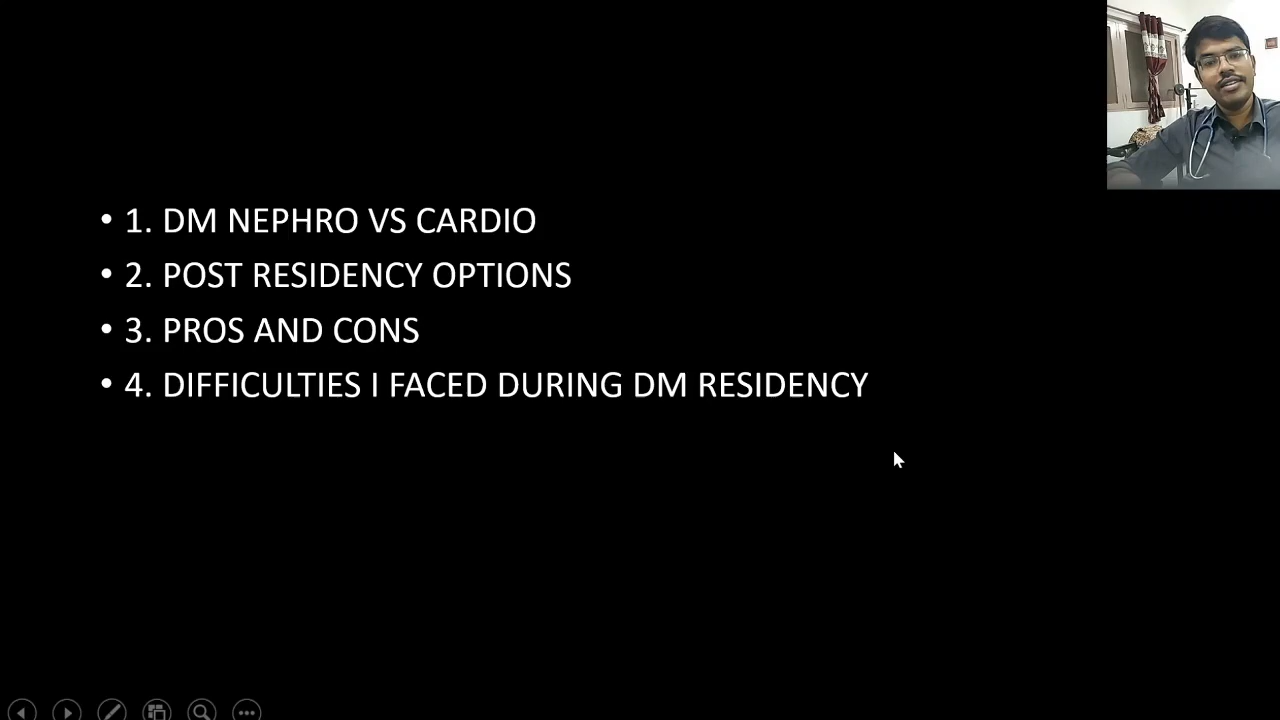 • 1. DM NEPHRO VS CARDIO
• 2. POST RESIDENCY OPTIONS
• 3. PROS AND CONS
• 4. DIFFICULTIES I FACED DURING DM RESIDENCY